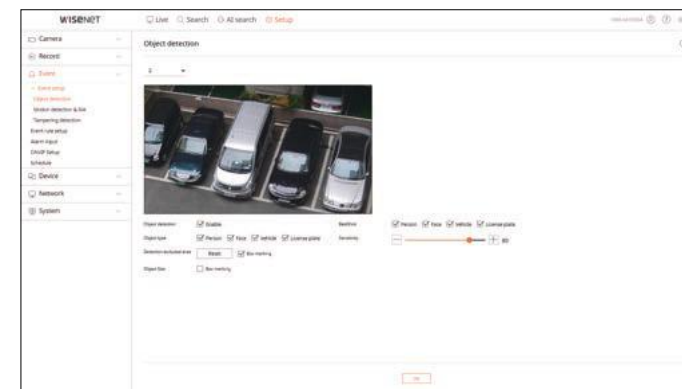 WISENET
Live Search AI search Setup
Camera
Record
Event
Event setup
Object detection
Motion detection & MD
Tampering detection
Event rule setup
Alarm input
ONVIF Setup
Schedule
Device
Network
System
Object detection
Object detection Enable BestShot Person Face Vehicle License plate
Object type Person Face Vehicle License plate Sensitivity 80
Detection excluded area Reset Box marking
Object Size Box marking
OK